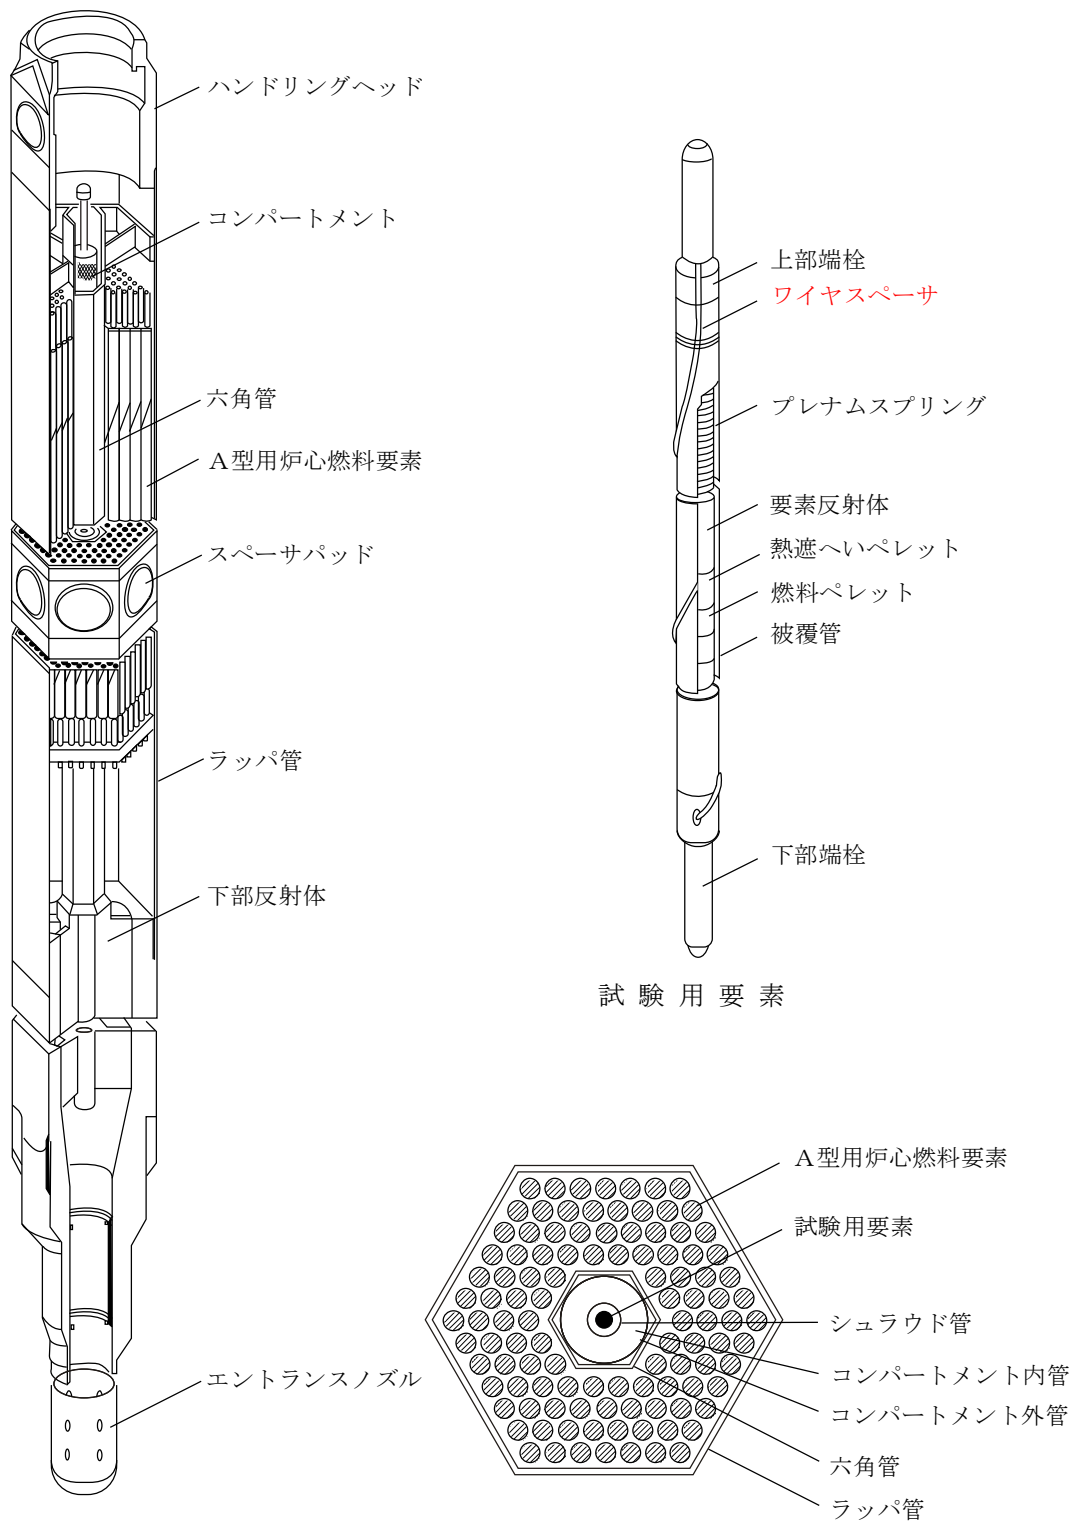 ハンドリングヘッド
コンパートメント
六角管
A型用炉心燃料要素
スペーサパッド
ラッパ管
下部反射体
エントランスノズル
上部端栓
ワイヤスペーサ
プレナムスプリング
要素反射体
熱遮へいペレット
燃料ペレット
被覆管
下部端栓
試験用要素
A型用炉心燃料要素
試験用要素
シュラウド管
コンパートメント内管
コンパートメント外管
六角管
ラッパ管